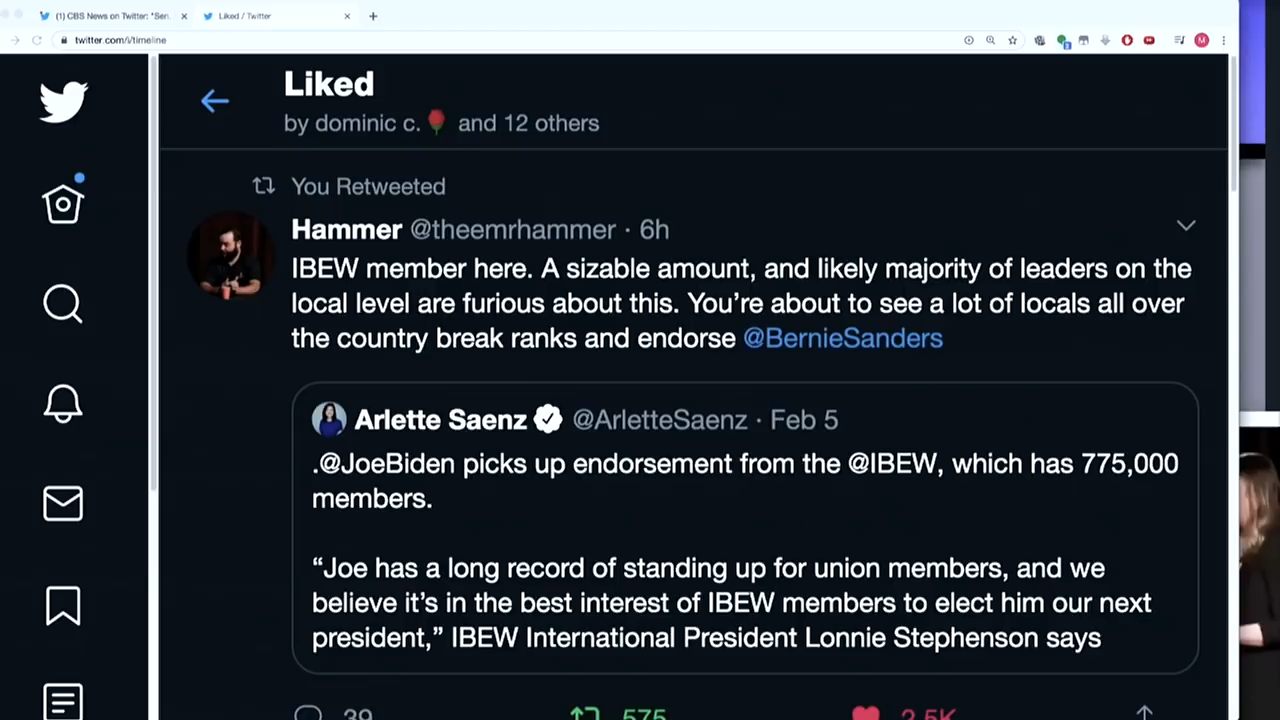 (1) CBS News on Twitter: "Sen.
Liked / Twitter
twitter.com/i/timeline
M
Liked
by dominic c.🌹 and 12 others
You Retweeted
Hammer @theemrhammer · 6h
IBEW member here. A sizable amount, and likely majority of leaders on the
local level are furious about this. You're about to see a lot of locals all over
the country break ranks and endorse @BernieSanders
Arlette Saenz @ArletteSaenz · Feb 5
.@JoeBiden picks up endorsement from the @IBEW, which has 775,000
members.
“Joe has a long record of standing up for union members, and we
believe it’s in the best interest of IBEW members to elect him our next
president,” IBEW International President Lonnie Stephenson says
39 575 2.5K